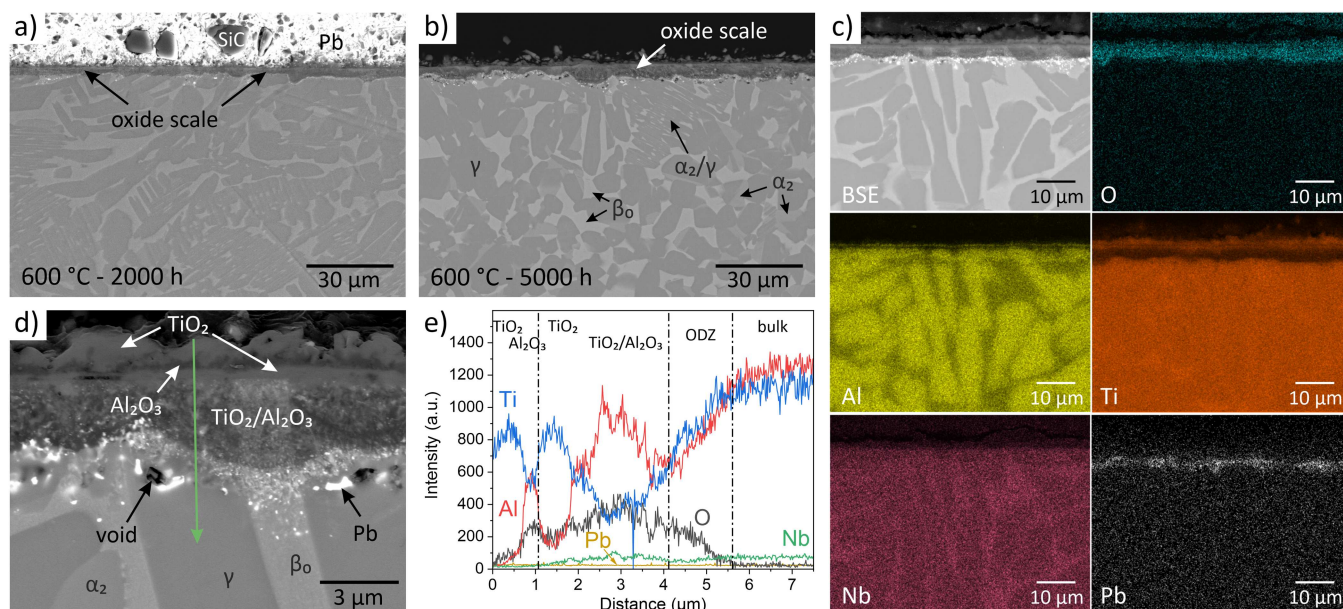 a)
SiC
Pb
oxide scale
600 °C - 2000 h
30 µm
b)
oxide scale
γ
α₂/γ
α₂
β₀
600 °C - 5000 h
30 µm
c)
BSE
10 µm
O
10 µm
Al
10 µm
Ti
10 µm
Nb
10 µm
Pb
10 µm
d)
TiO₂
Al₂O₃
TiO₂/Al₂O₃
void
Pb
α₂
γ
β₀
3 µm
e)
TiO₂
Al₂O₃
TiO₂
TiO₂/Al₂O₃
ODZ
bulk
Intensity (a.u.)
1400
1200
1000
800
600
400
200
0
Ti
Al
Pb
O
Nb
0 1 2 3 4 5 6 7
Distance (um)